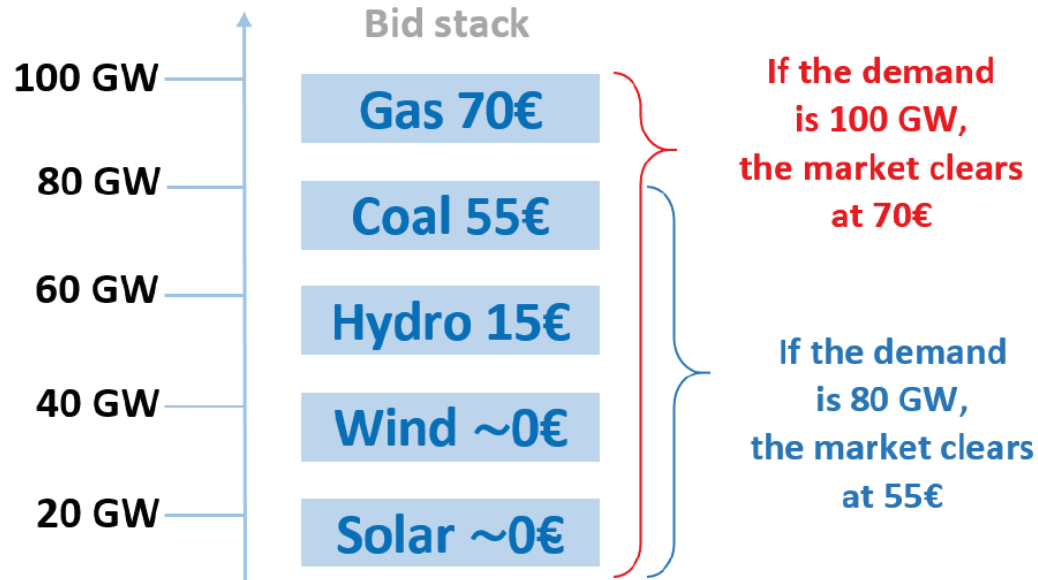 Bid stack
100 GW
80 GW
60 GW
40 GW
20 GW
Gas 70€
Coal 55€
Hydro 15€
Wind ~0€
Solar ~0€
If the demand
is 100 GW,
the market clears
at 70€
If the demand
is 80 GW,
the market clears
at 55€